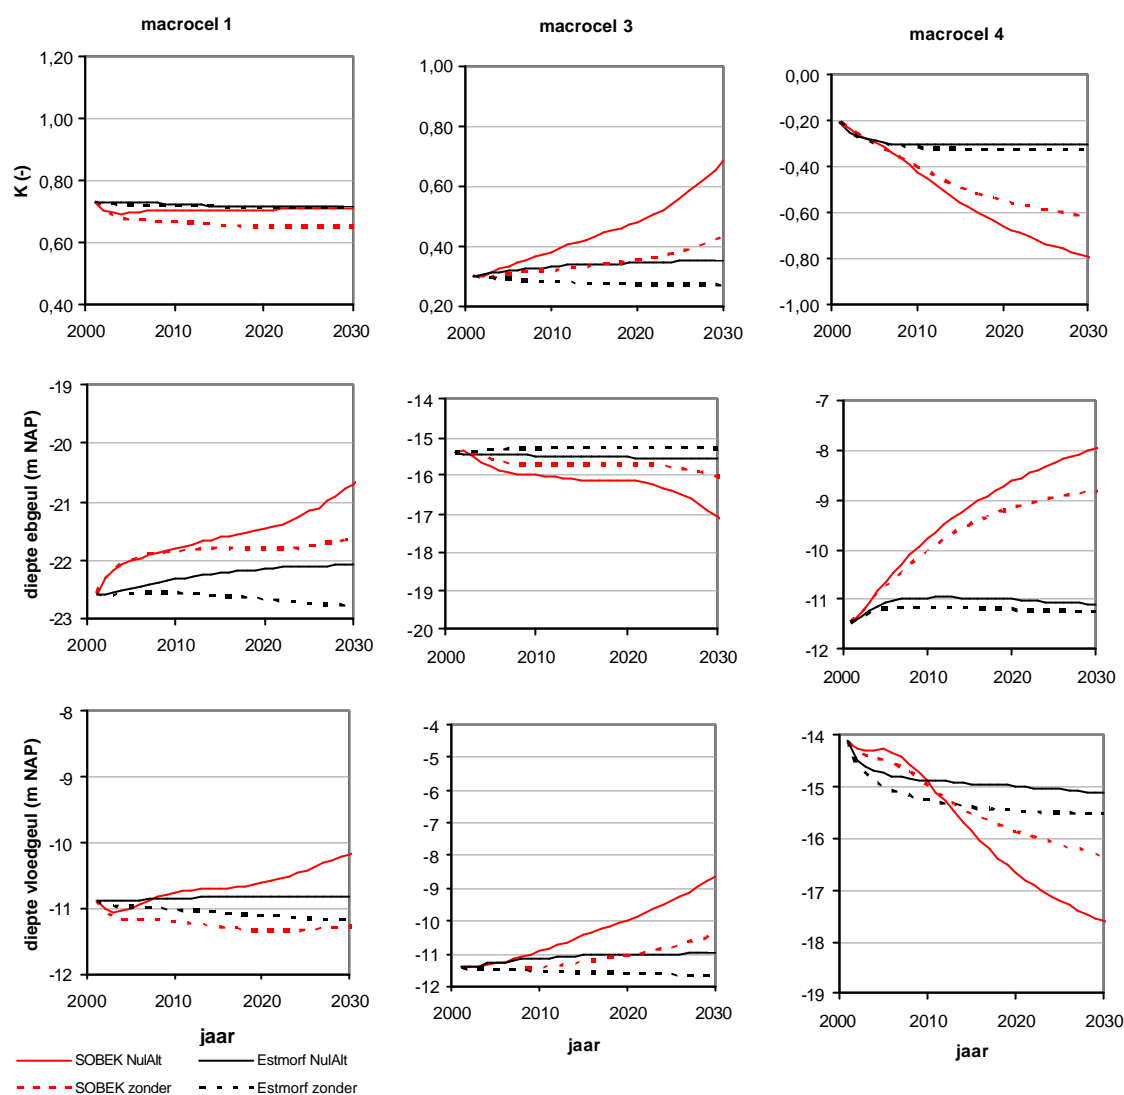 macrocel 1
macrocel 3
macrocel 4
K (-)
1,20
1,00
0,80
0,60
0,40
2000 2010 2020 2030
1,00
0,80
0,60
0,40
0,20
2000 2010 2020 2030
0,00
-0,20
-0,40
-0,60
-0,80
-1,00
2000 2010 2020 2030
diepte ebgeul (m NAP)
-19
-20
-21
-22
-23
2000 2010 2020 2030
-14
-15
-16
-17
-18
-19
-20
2000 2010 2020 2030
-7
-8
-9
-10
-11
-12
2000 2010 2020 2030
diepte vloedgeul (m NAP)
-8
-9
-10
-11
-12
2000 2010 2020 2030
jaar
-4
-5
-6
-7
-8
-9
-10
-11
-12
2000 2010 2020 2030
jaar
-14
-15
-16
-17
-18
-19
2000 2010 2020 2030
jaar
SOBEK NulAlt
Estmorf NulAlt
SOBEK zonder
Estmorf zonder